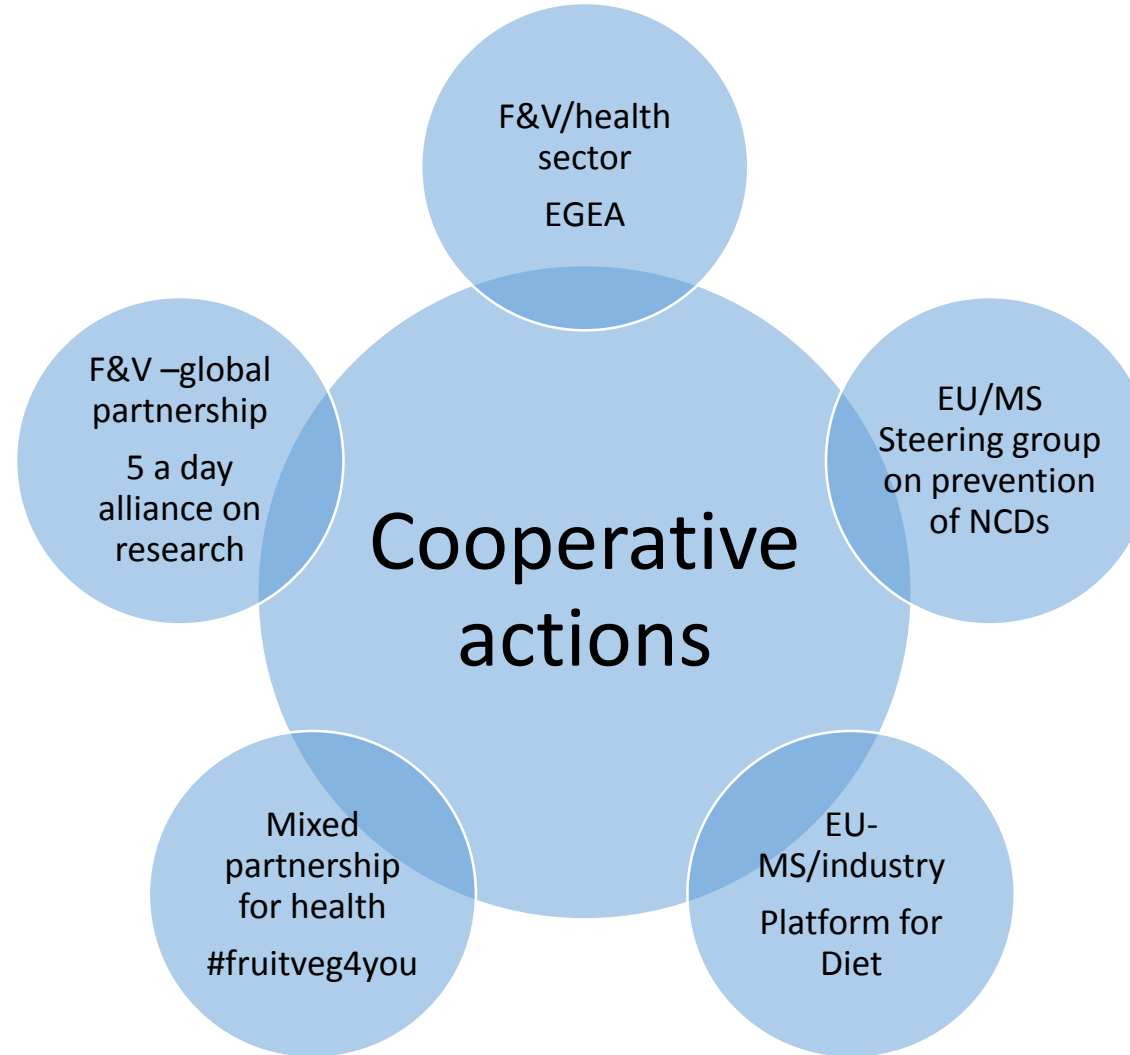 F&V/health
sector
EGEA
EU/MS
Steering group
on prevention
of NCDs
EU-
MS/industry
Platform for
Diet
Mixed
partnership
for health
#fruitveg4you
F&V –global
partnership
5 a day
alliance on
research
Cooperative
actions